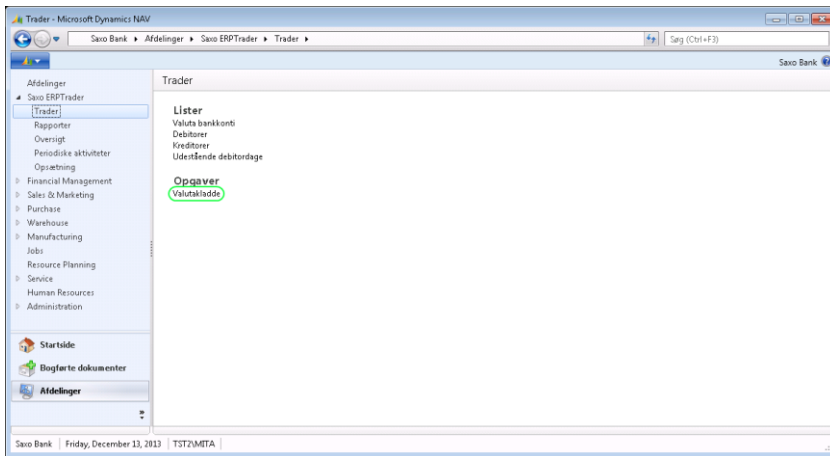 Trader - Microsoft Dynamics NAV
Saxo Bank ▸ Afdelinger ▸ Saxo ERPTrader ▸ Trader ▸
Søg (Ctrl+F3)
Saxo Bank
Afdelinger
Saxo ERPTrader
Trader
Rapporter
Oversigt
Periodiske aktiviteter
Opsætning
Financial Management
Sales & Marketing
Purchase
Warehouse
Manufacturing
Jobs
Resource Planning
Service
Human Resources
Administration
Startside
Bogførte dokumenter
Afdelinger
Trader
Lister
Valuta bankkonti
Debitorer
Kreditorer
Udestående debitordage
Opgaver
Valutakladde
Saxo Bank
Friday, December 13, 2013
TST2\MITA